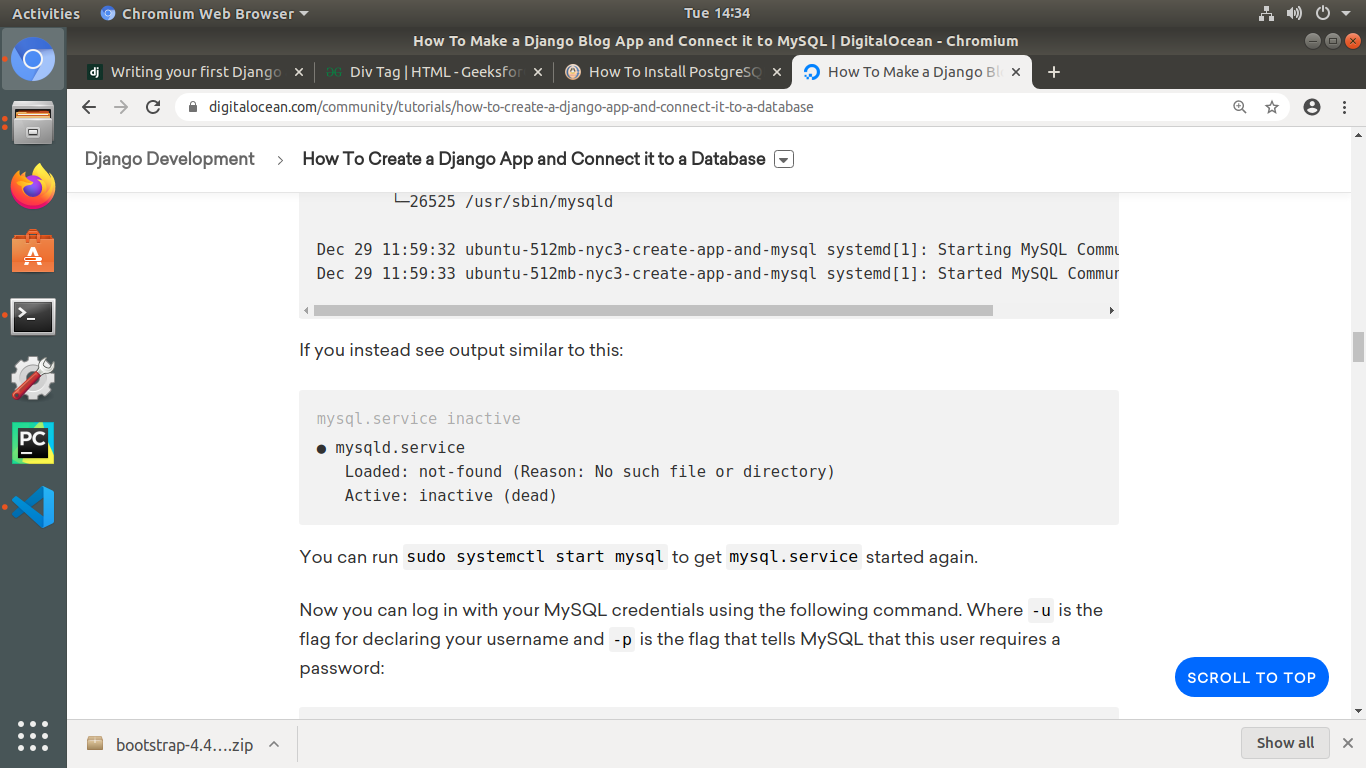 Activities
Chromium Web Browser
Tue 14:34
How To Make a Django Blog App and Connect it to MySQL | DigitalOcean - Chromium
dj Writing your first Django
Div Tag | HTML - Geeksfor
How To Install PostgreSQ
How To Make a Django Bl
digitalocean.com/community/tutorials/how-to-create-a-django-app-and-connect-it-to-a-database
Django Development > How To Create a Django App and Connect it to a Database
└─26525 /usr/sbin/mysqld
Dec 29 11:59:32 ubuntu-512mb-nyc3-create-app-and-mysql systemd[1]: Starting MySQL Commu
Dec 29 11:59:33 ubuntu-512mb-nyc3-create-app-and-mysql systemd[1]: Started MySQL Commun
If you instead see output similar to this:
mysql.service inactive
● mysqld.service
Loaded: not-found (Reason: No such file or directory)
Active: inactive (dead)
You can run sudo systemctl start mysql to get mysql.service started again.
Now you can log in with your MySQL credentials using the following command. Where -u is the
flag for declaring your username and -p is the flag that tells MySQL that this user requires a
password:
SCROLL TO TOP
PC
bootstrap-4.4....zip
Show all